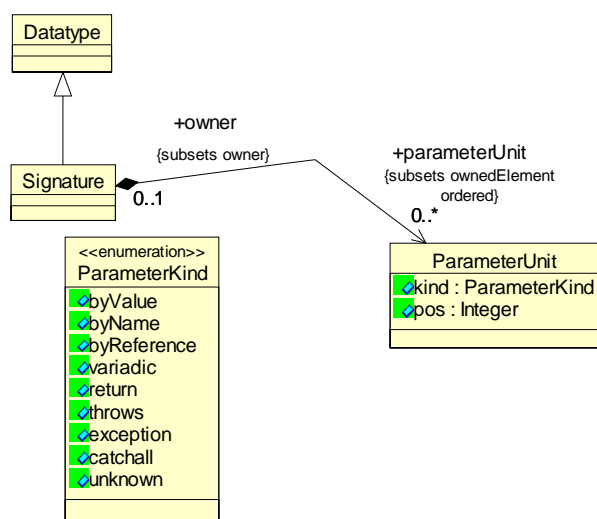 Datatype
+owner
{subsets owner}
Signature
0..1
+parameterUnit
{subsets ownedElement
ordered}
0..*
<<enumeration>>
ParameterKind
byValue
byName
byReference
variadic
return
throws
exception
catchall
unknown
ParameterUnit
kind : ParameterKind
pos : Integer